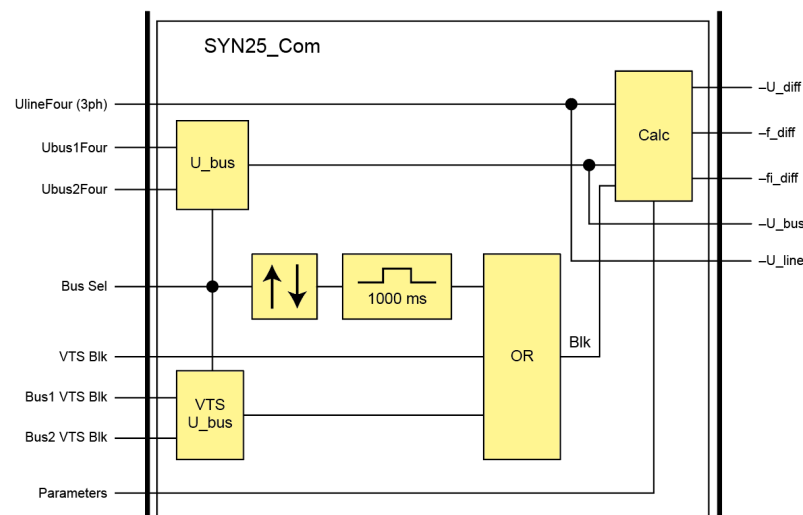 SYN25_Com
UlineFour (3ph)
Ubus1Four
Ubus2Four
U_bus
Calc
–U_diff
–f_diff
–fi_diff
–U_bus
–U_line
Bus Sel
1000 ms
VTS Blk
OR
Blk
Bus1 VTS Blk
Bus2 VTS Blk
VTS
U_bus
Parameters